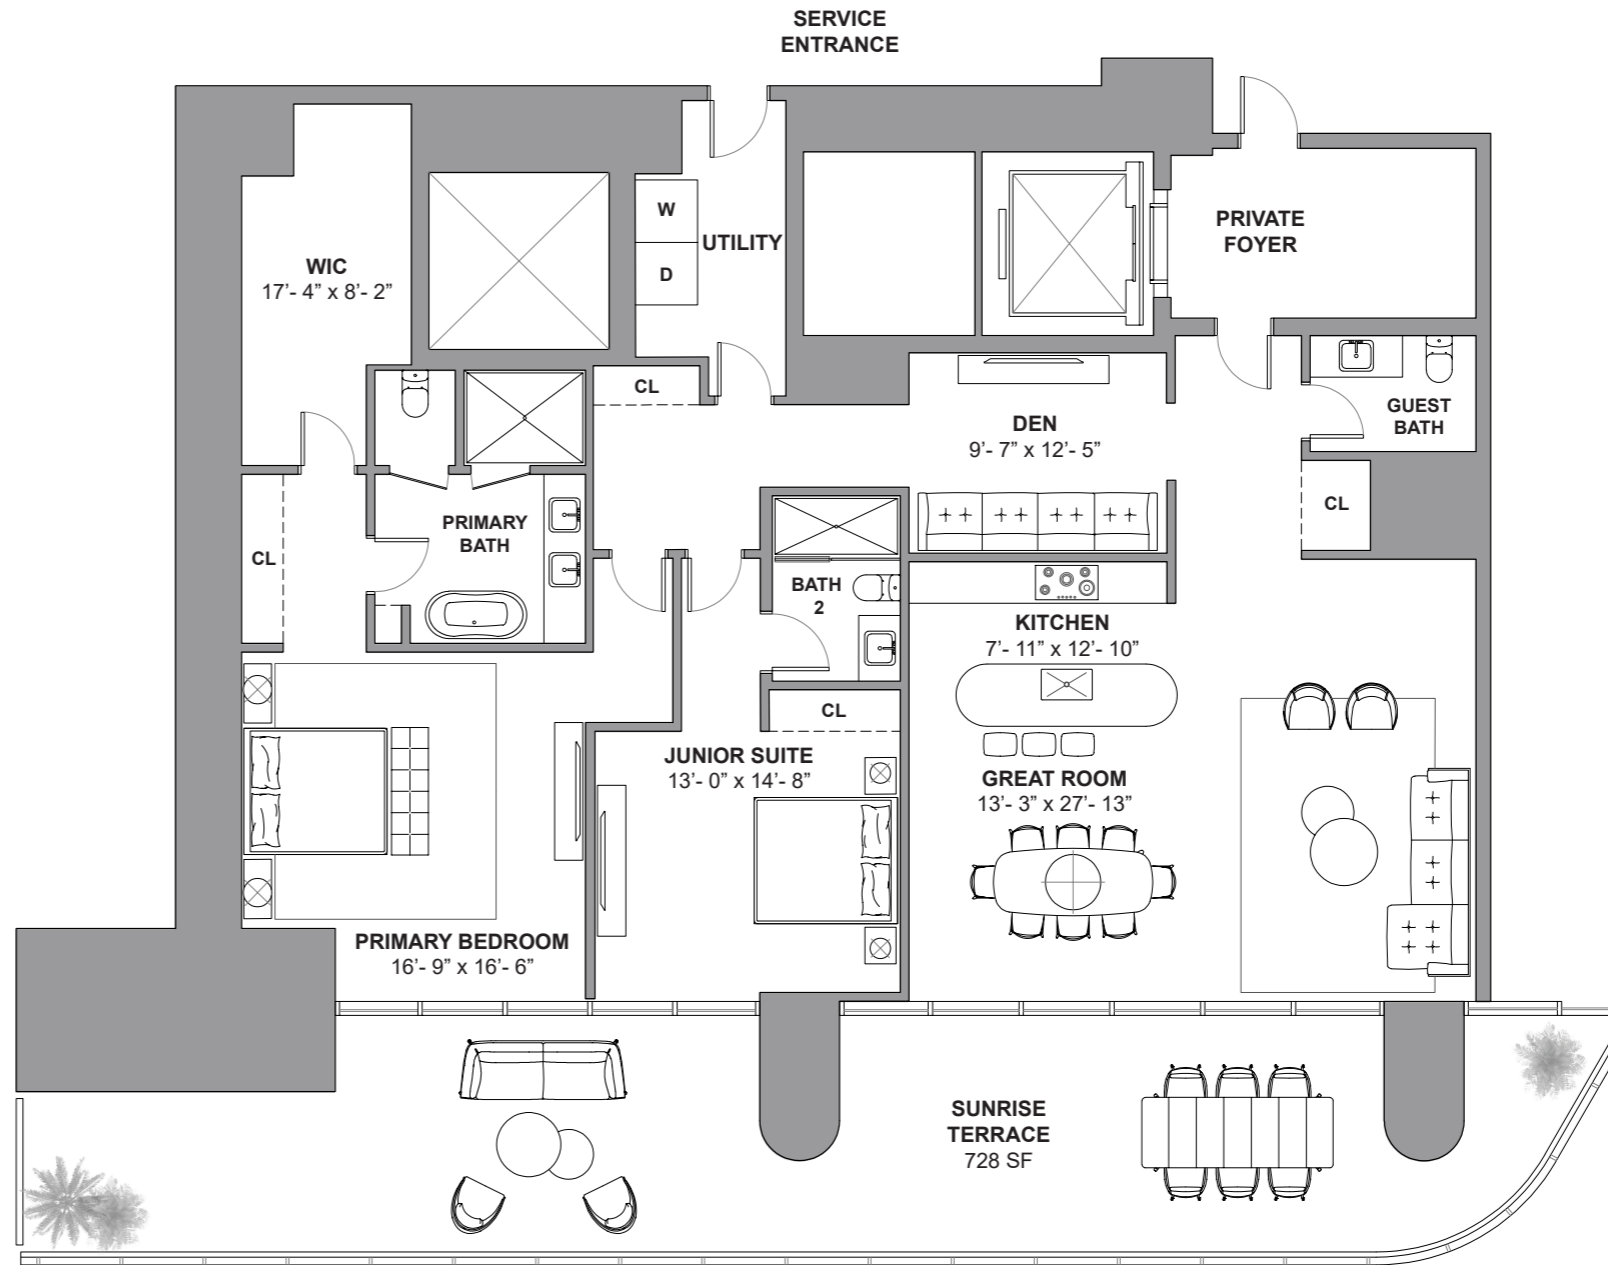 SERVICE
ENTRANCE
W
D
UTILITY
PRIVATE
FOYER
WIC
17'- 4” x 8'- 2”
CL
DEN
9'- 7” x 12'- 5”
GUEST
BATH
CL
PRIMARY
BATH
CL
BATH
2
KITCHEN
7'- 11” x 12'- 10”
CL
JUNIOR SUITE
13'- 0” x 14'- 8”
GREAT ROOM
13'- 3” x 27'- 13”
PRIMARY BEDROOM
16'- 9” x 16'- 6”
SUNRISE
TERRACE
728 SF